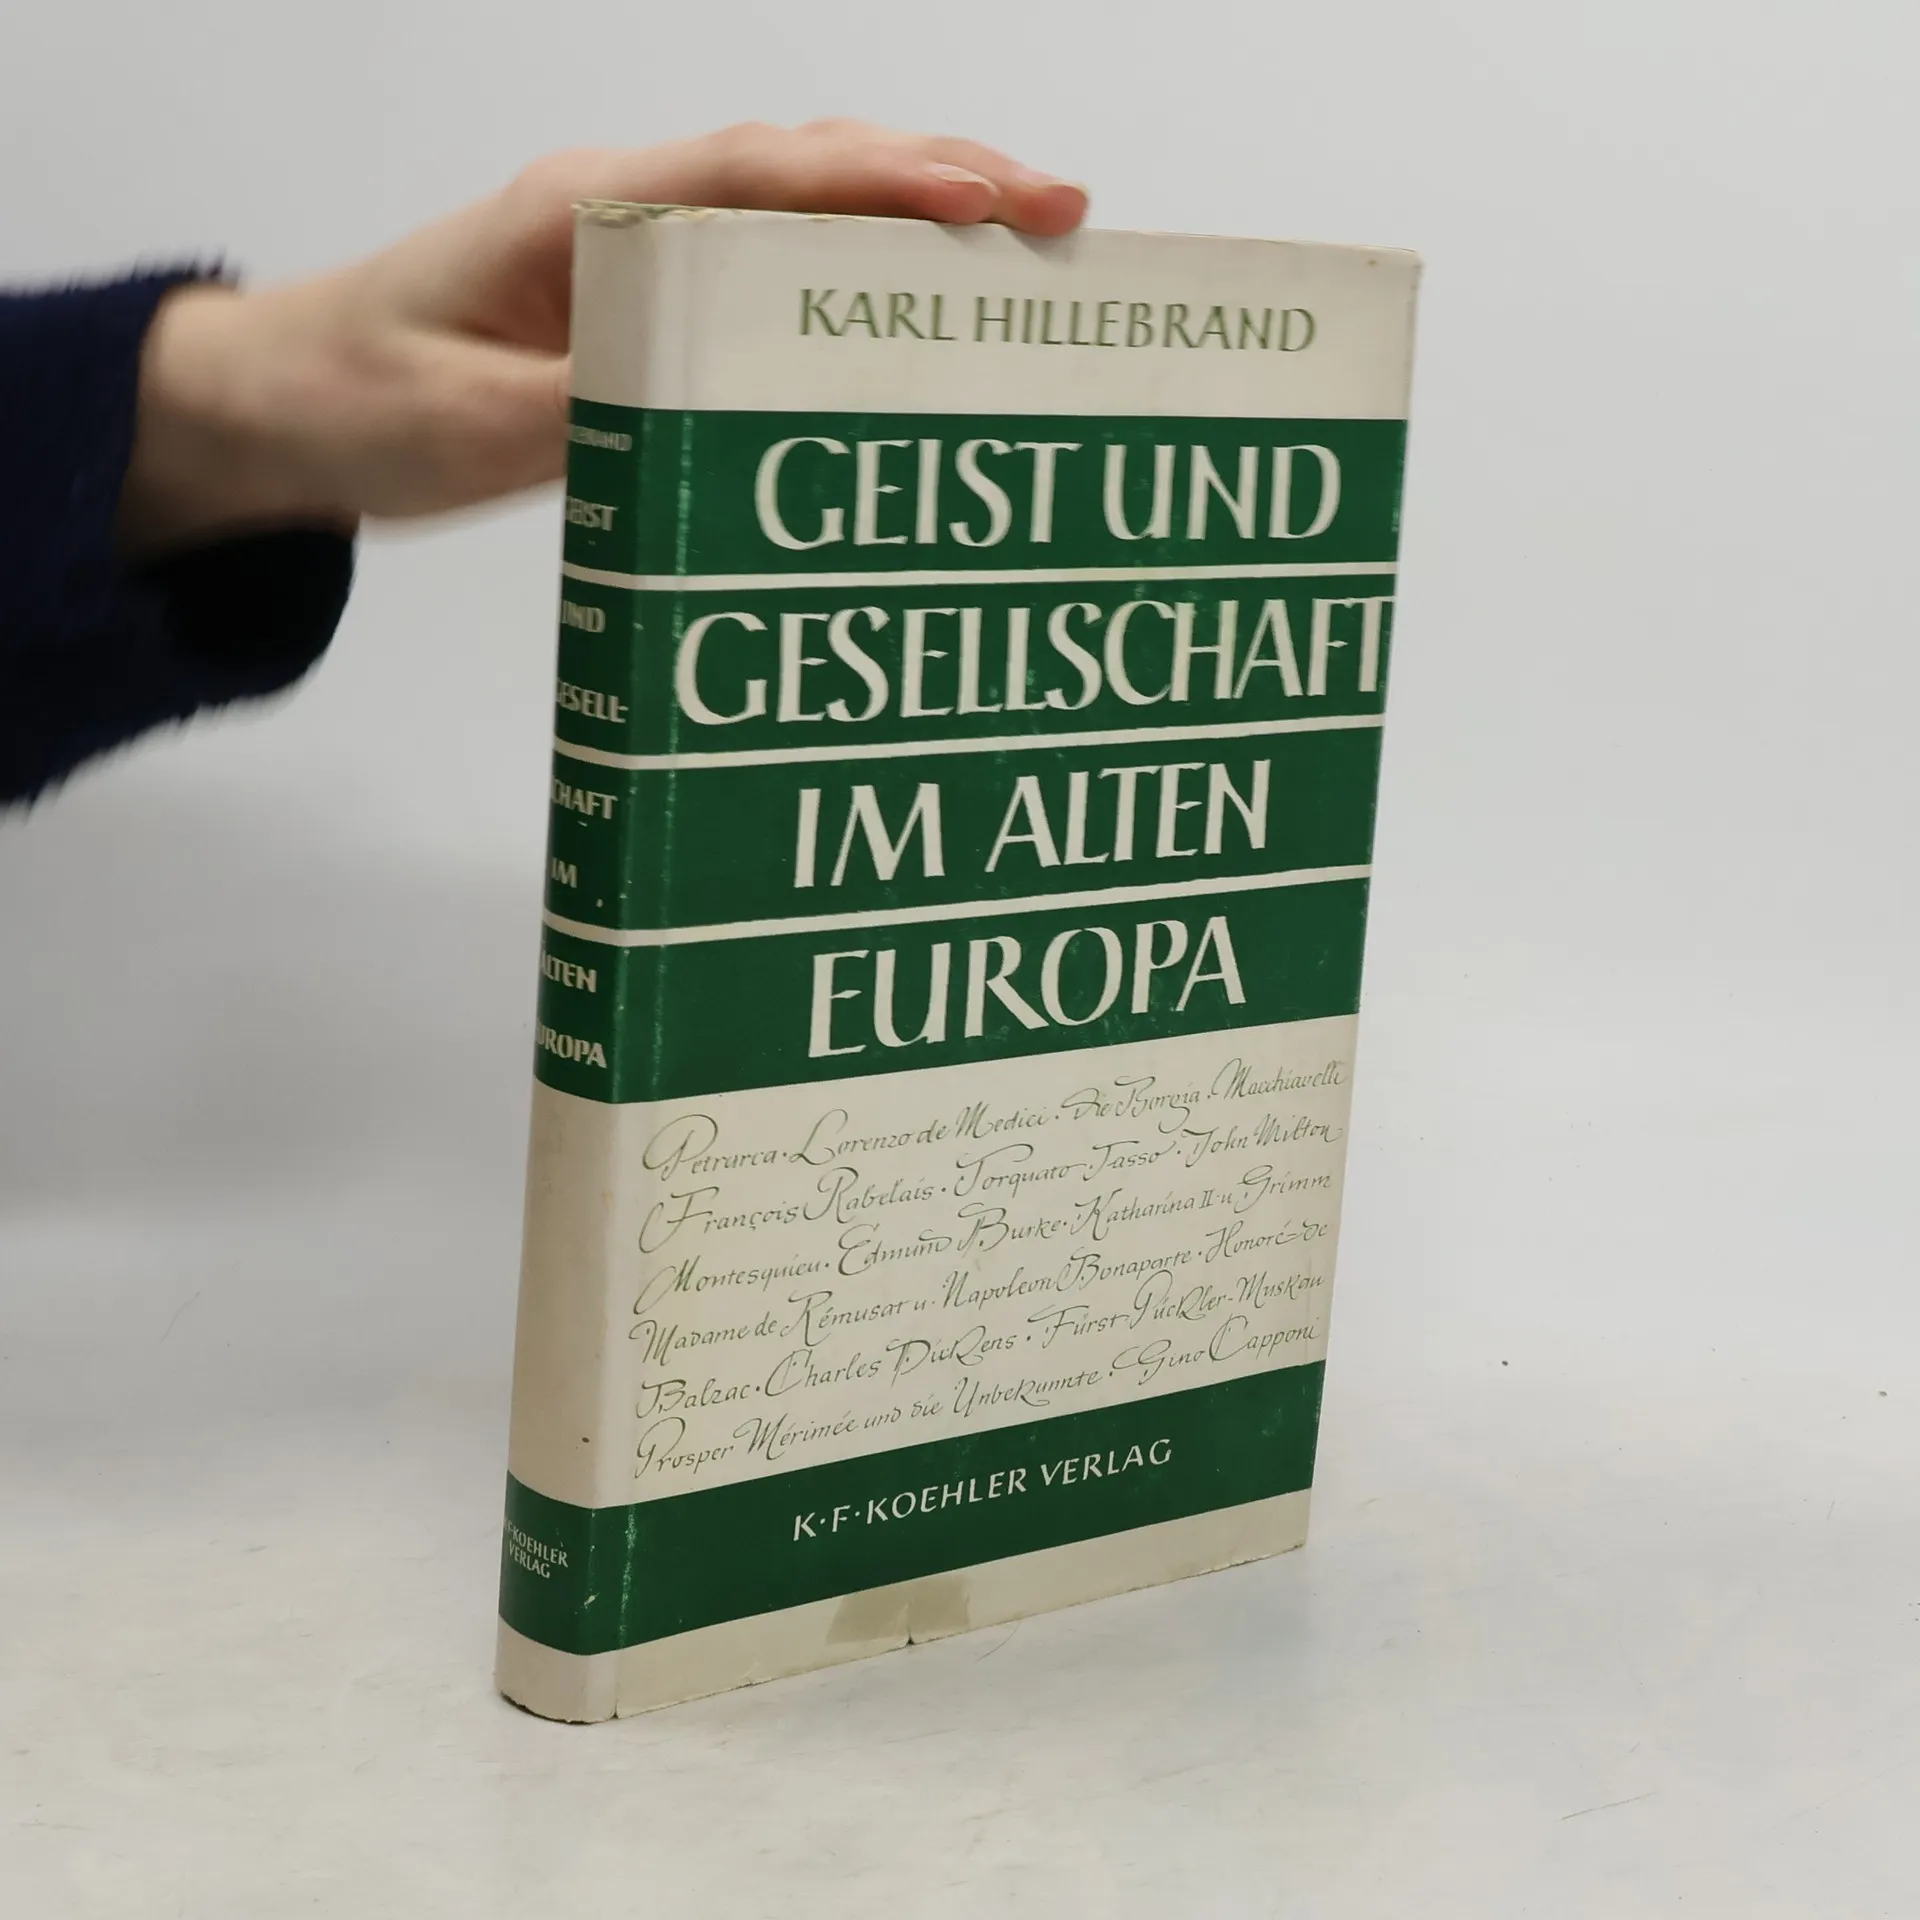 KARL HILLEBRAND
GEIST UND
GESELLSCHAFT
IM ALTEN
EUROPA
Petrarca · Lorenzo de Medici · Die Borgia · Macchiavelli
François Rabelais · Torquato Tasso · John Milton
Montesquieu · Edmund Burke · Katharina II u. Grimm
Madame de Rémusat u. Napoleon Bonaparte · Honoré de
Balzac · Charles Dickens · Fürst Pückler-Muskau
Prosper Mérimée und die Unbekannte · Gino Capponi
K·F·KOEHLER VERLAG
GEIST
UND
GESELL-
SCHAFT
IM
ALTEN
EUROPA
KOEHLER
VERLAG